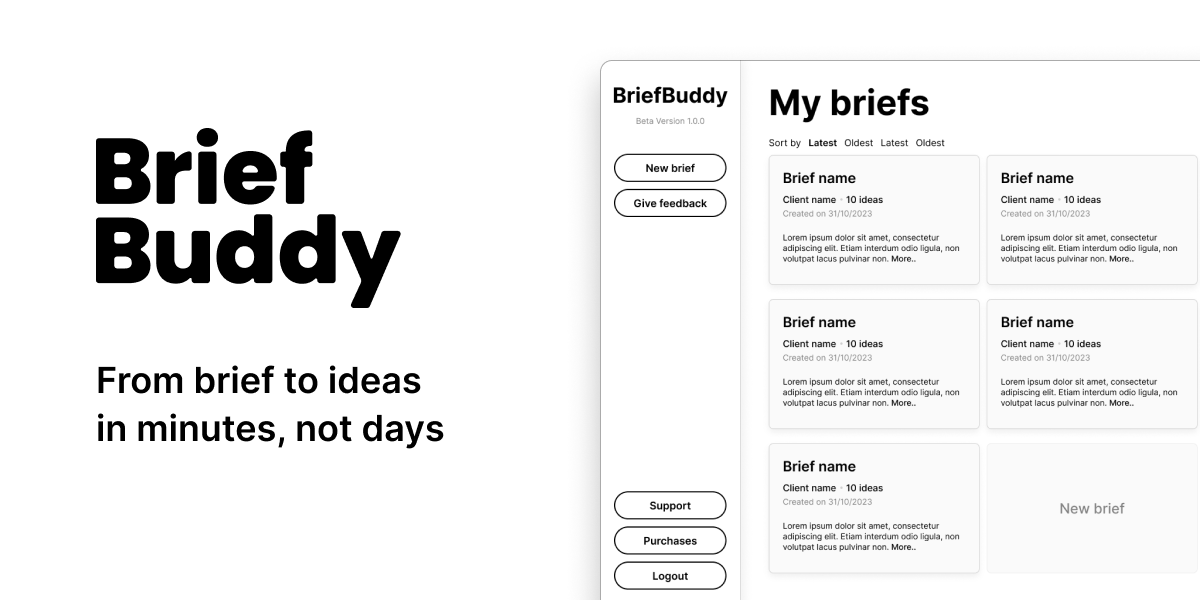 Brief
Buddy
From brief to ideas
in minutes, not days
BriefBuddy
Beta Version 1.0.0
New brief
Give feedback
Support
Purchases
Logout
My briefs
Sort by Latest Oldest Latest Oldest
Brief name
Client name • 10 ideas
Created on 31/10/2023
Lorem ipsum dolor sit amet, consectetur
adipiscing elit. Etiam interdum odio ligula, non
volutpat lacus pulvinar non. More..
Brief name
Client name • 10 ideas
Created on 31/10/2023
Lorem ipsum dolor sit amet, consectetur
adipiscing elit. Etiam interdum odio ligula, non
volutpat lacus pulvinar non. More..
Brief name
Client name • 10 ideas
Created on 31/10/2023
Lorem ipsum dolor sit amet, consectetur
adipiscing elit. Etiam interdum odio ligula, non
volutpat lacus pulvinar non. More..
Brief name
Client name • 10 ideas
Created on 31/10/2023
Lorem ipsum dolor sit amet, consectetur
adipiscing elit. Etiam interdum odio ligula, non
volutpat lacus pulvinar non. More..
Brief name
Client name • 10 ideas
Created on 31/10/2023
Lorem ipsum dolor sit amet, consectetur
adipiscing elit. Etiam interdum odio ligula, non
volutpat lacus pulvinar non. More..
New brief